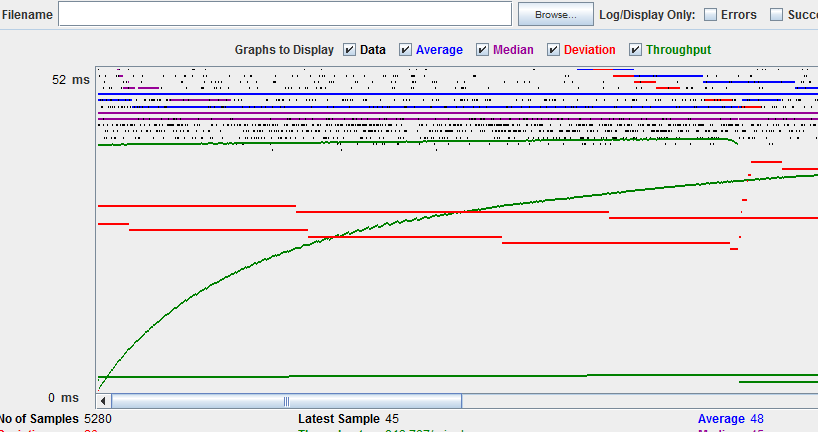 Filename Browse... Log/Display Only: Errors
Graphs to Display Data Average Median Deviation Throughput
52 ms
0 ms
No of Samples 5280 Latest Sample 45 Average 48